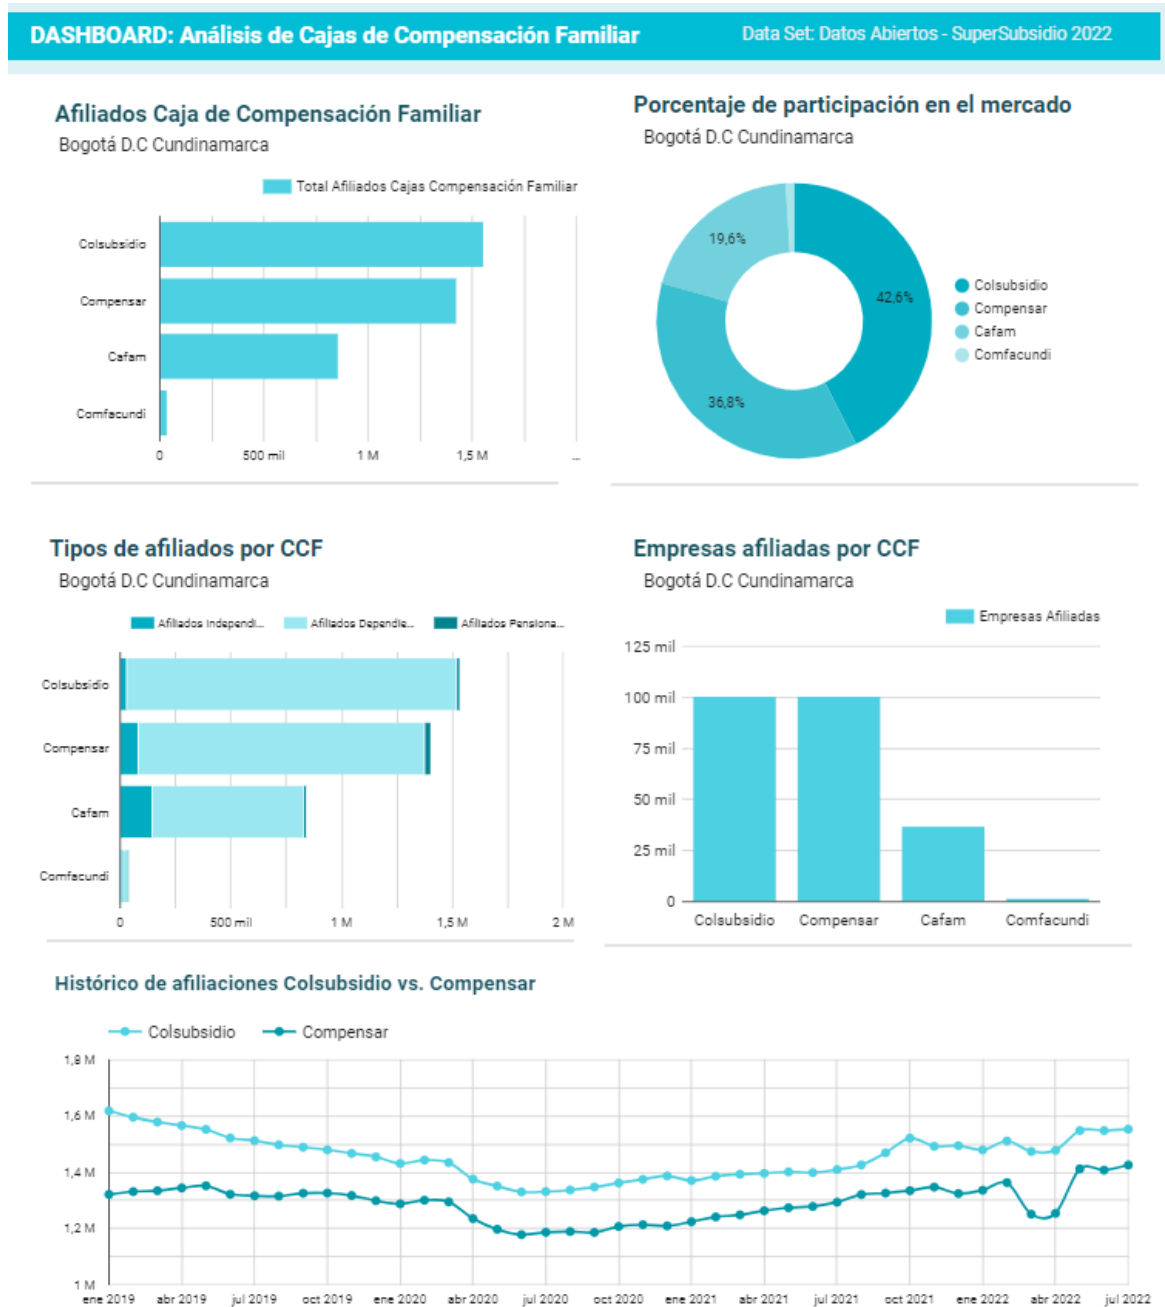 DASHBOARD: Análisis de Cajas de Compensación Familiar
Data Set: Datos Abiertos - SuperSubsidio 2022
Afiliados Caja de Compensación Familiar
Bogotá D.C Cundinamarca
Total Afiliados Cajas Compensación Familiar
Colsubsidio
Compensar
Cafam
Comfacundi
0 500 mil 1 M 1,5 M ...
Porcentaje de participación en el mercado
Bogotá D.C Cundinamarca
19,6%
42,6%
36,8%
Colsubsidio
Compensar
Cafam
Comfacundi
Tipos de afiliados por CCF
Bogotá D.C Cundinamarca
Afiliados Independi... Afiliados Dependie... Afiliados Pensiona...
Colsubsidio
Compensar
Cafam
Comfacundi
0 500 mil 1 M 1,5 M 2 M
Empresas afiliadas por CCF
Bogotá D.C Cundinamarca
Empresas Afiliadas
125 mil
100 mil
75 mil
50 mil
25 mil
0
Colsubsidio Compensar Cafam Comfacundi
Histórico de afiliaciones Colsubsidio vs. Compensar
Colsubsidio Compensar
1,8 M
1,6 M
1,4 M
1,2 M
1 M
ene 2019 abr 2019 jul 2019 oct 2019 ene 2020 abr 2020 jul 2020 oct 2020 ene 2021 abr 2021 jul 2021 oct 2021 ene 2022 abr 2022 jul 2022